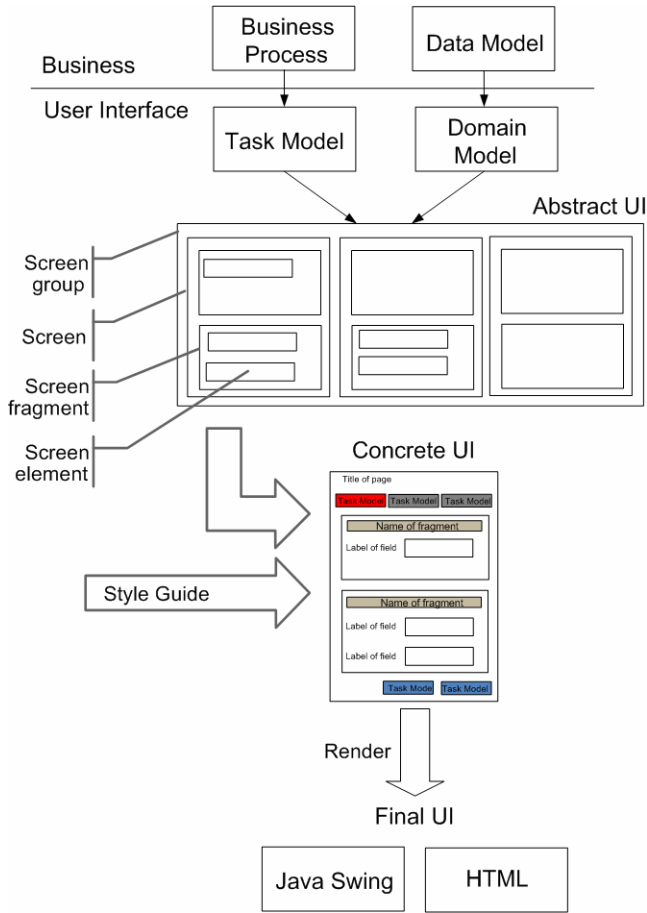 Business
Process
Data Model
Business
User Interface
Task Model
Domain
Model
Abstract UI
Screen
group
Screen
Screen
fragment
Screen
element
Concrete UI
Title of page
Task Model Task Model Task Model
Name of fragment
Label of field
Style Guide
Name of fragment
Label of field
Label of field
Task Mode Task Model
Render
Final UI
Java Swing
HTML